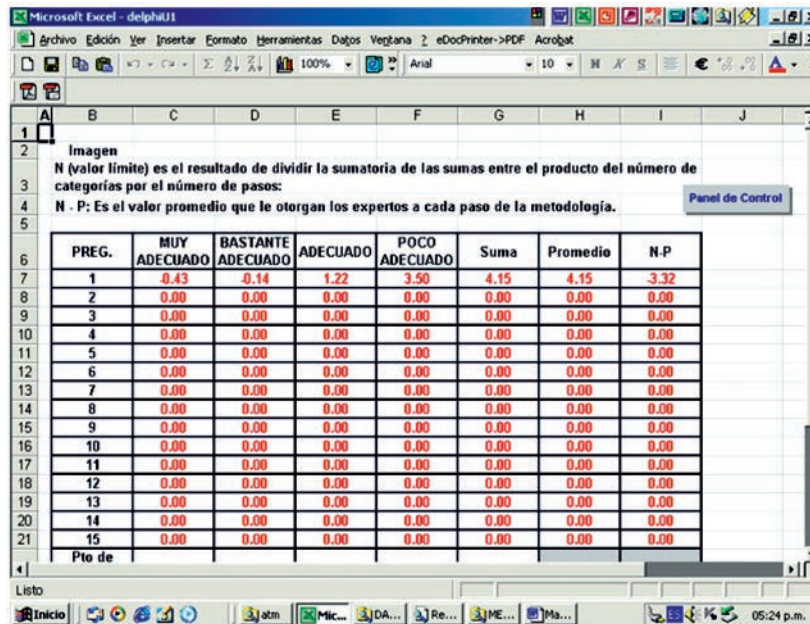 Microsoft Excel - delphiU1
Archivo Edición Ver Insertar Formato Herramientas Datos Ventana ? eDocPrinter->PDF Acrobat
100% Arial 10 N K S €
A B C D E F G H I J
1
2 Imagen
N (valor límite) es el resultado de dividir la sumatoria de las sumas entre el producto del número de
3 categorías por el número de pasos:
Panel de Control
4 N - P: Es el valor promedio que le otorgan los expertos a cada paso de la metodología.
5
6 PREG. MUY ADECUADO BASTANTE ADECUADO ADECUADO POCO ADECUADO Suma Promedio N-P
7 1 -0.43 -0.14 1.22 3.50 4.15 4.15 -3.32
8 2 0.00 0.00 0.00 0.00 0.00 0.00 0.00
9 3 0.00 0.00 0.00 0.00 0.00 0.00 0.00
10 4 0.00 0.00 0.00 0.00 0.00 0.00 0.00
11 5 0.00 0.00 0.00 0.00 0.00 0.00 0.00
12 6 0.00 0.00 0.00 0.00 0.00 0.00 0.00
13 7 0.00 0.00 0.00 0.00 0.00 0.00 0.00
14 8 0.00 0.00 0.00 0.00 0.00 0.00 0.00
15 9 0.00 0.00 0.00 0.00 0.00 0.00 0.00
16 10 0.00 0.00 0.00 0.00 0.00 0.00 0.00
17 11 0.00 0.00 0.00 0.00 0.00 0.00 0.00
18 12 0.00 0.00 0.00 0.00 0.00 0.00 0.00
19 13 0.00 0.00 0.00 0.00 0.00 0.00 0.00
20 14 0.00 0.00 0.00 0.00 0.00 0.00 0.00
21 15 0.00 0.00 0.00 0.00 0.00 0.00 0.00
Pto de
Listo
Inicio atm Mic... DA... Re... ME... Ma... ES 05:24 p.m.